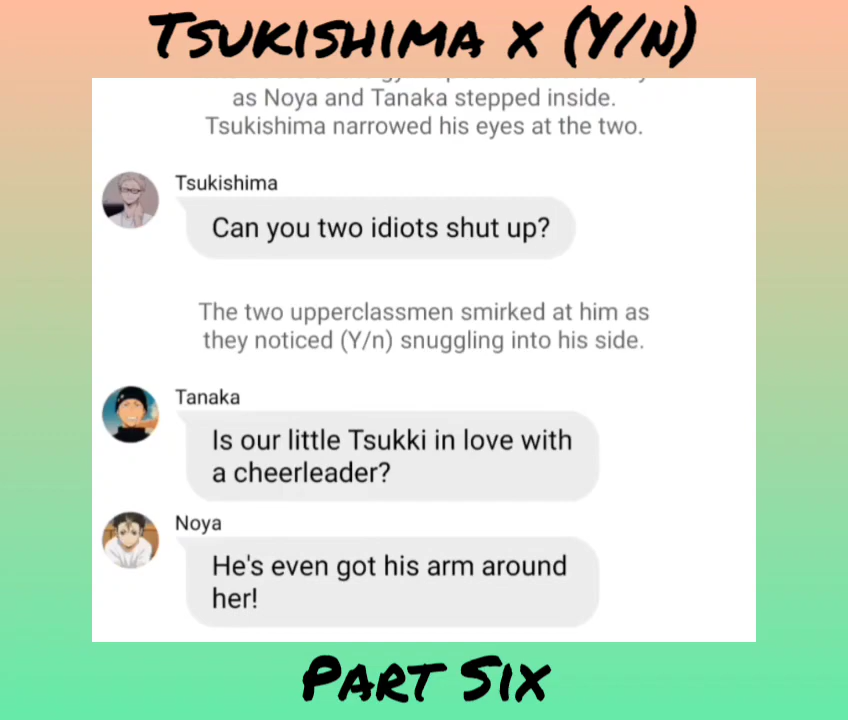 TSUKISHIMA X (Y/N)
as Noya and Tanaka stepped inside.
Tsukishima narrowed his eyes at the two.
Tsukishima
Can you two idiots shut up?
The two upperclassmen smirked at him as
they noticed (Y/n) snuggling into his side.
Tanaka
Is our little Tsukki in love with
a cheerleader?
Noya
He's even got his arm around
her!
PART SIX